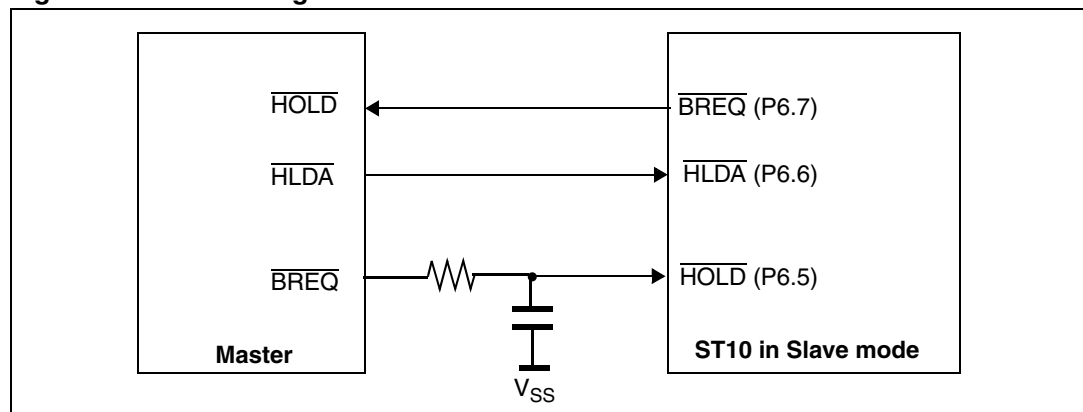 HOLD
BREQ (P6.7)
HLDA
HLDA (P6.6)
BREQ
HOLD (P6.5)
Master
ST10 in Slave mode
VSS